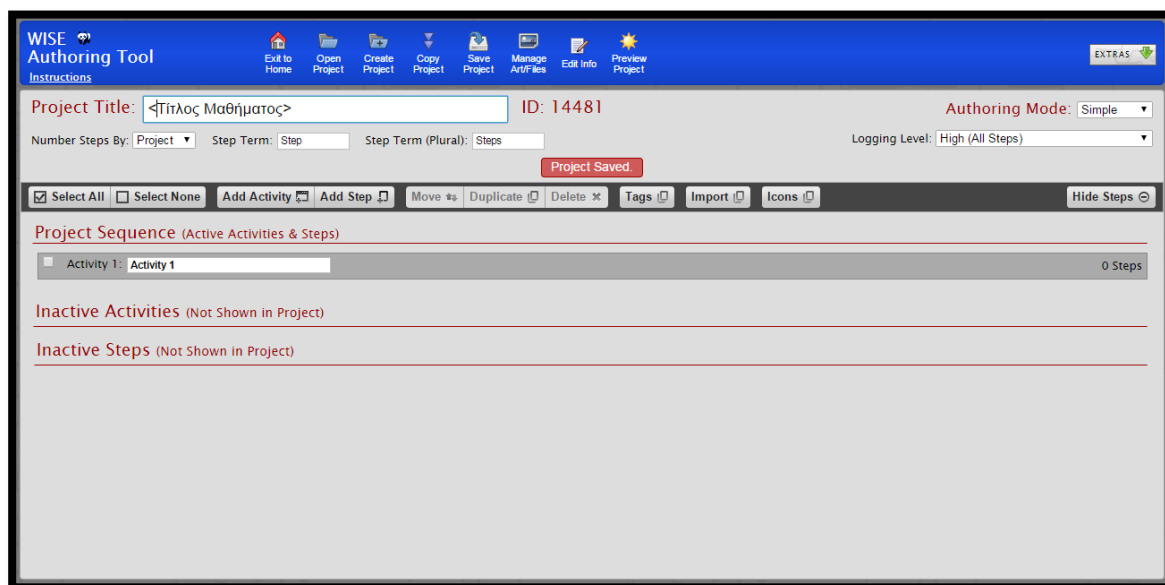 WISE
Authoring Tool
Instructions
Exit to Home
Open Project
Create Project
Copy Project
Save Project
Manage Art/Files
Edit Info
Preview Project
EXTRAS
Project Title: <Τίτλος Μαθήματος> ID: 14481 Authoring Mode: Simple
Number Steps By: Project Step Term: Step Step Term (Plural): Steps Logging Level: High (All Steps)
Project Saved.
Select All Select None Add Activity Add Step Move Duplicate Delete Tags Import Icons Hide Steps
Project Sequence (Active Activities & Steps)
Activity 1: Activity 1 0 Steps
Inactive Activities (Not Shown in Project)
Inactive Steps (Not Shown in Project)